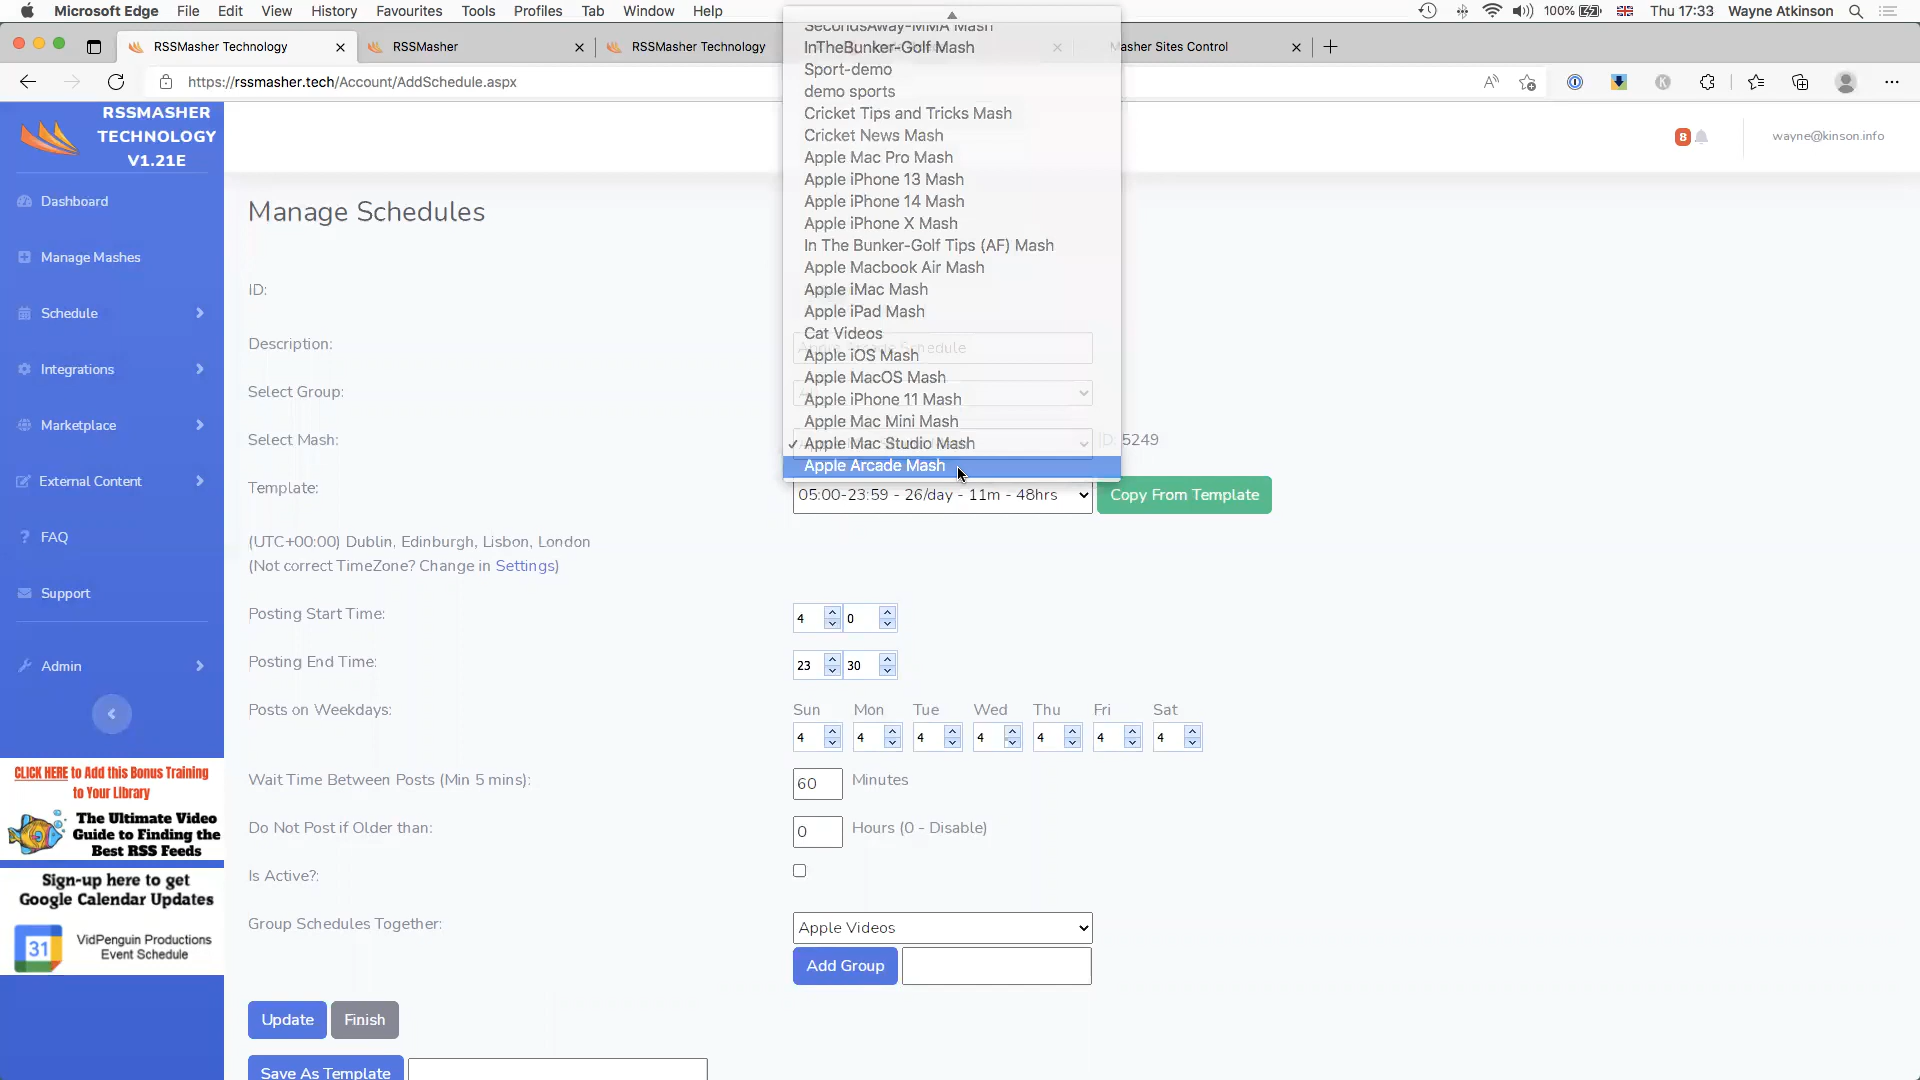 Microsoft Edge File Edit View History Favourites Tools Profiles Tab Window Help
100% Thu 17:33 Wayne Atkinson
RSSMasher Technology
RSSMasher
RSSMasher Technology
Masher Sites Control
https://rssmasher.tech/Account/AddSchedule.aspx
RSSMASHER
TECHNOLOGY
V1.21E
8
wayne@kinson.info
Dashboard
Manage Mashes
Schedule
Integrations
Marketplace
External Content
FAQ
Support
Admin
CLICK HERE to Add this Bonus Training
to Your Library
The Ultimate Video
Guide to Finding the
Best RSS Feeds
Sign-up here to get
Google Calendar Updates
31
VidPenguin Productions
Event Schedule
Manage Schedules
SecondsAway-MMA Mash
InTheBunker-Golf Mash
Sport-demo
demo sports
Cricket Tips and Tricks Mash
Cricket News Mash
Apple Mac Pro Mash
Apple iPhone 13 Mash
Apple iPhone 14 Mash
Apple iPhone X Mash
In The Bunker-Golf Tips (AF) Mash
Apple Macbook Air Mash
Apple iMac Mash
Apple iPad Mash
Cat Videos
Apple iOS Mash
Apple MacOS Mash
Apple iPhone 11 Mash
Apple Mac Mini Mash
✓ Apple Mac Studio Mash
Apple Arcade Mash
ID:
Description:
Schedule
Select Group:
Select Mash:
ID: 5249
Template:
05:00-23:59 - 26/day - 11m - 48hrs
Copy From Template
(UTC+00:00) Dublin, Edinburgh, Lisbon, London
(Not correct TimeZone? Change in Settings)
Posting Start Time: 4 0
Posting End Time: 23 30
Posts on Weekdays:
Sun Mon Tue Wed Thu Fri Sat
4 4 4 4 4 4 4
Wait Time Between Posts (Min 5 mins): 60 Minutes
Do Not Post if Older than: 0 Hours (0 - Disable)
Is Active?:
Group Schedules Together: Apple Videos
Add Group
Update Finish
Save As Template